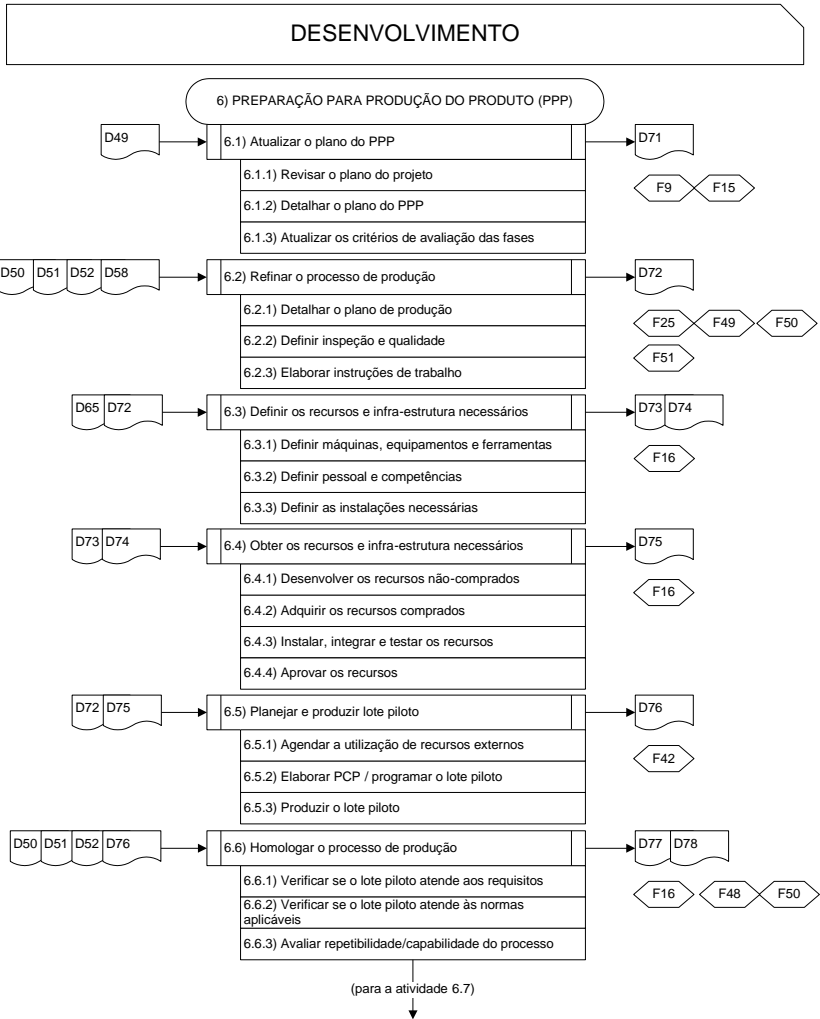 DESENVOLVIMENTO
6) PREPARAÇÃO PARA PRODUÇÃO DO PRODUTO (PPP)
D49
6.1) Atualizar o plano do PPP
D71
6.1.1) Revisar o plano do projeto
F9 F15
6.1.2) Detalhar o plano do PPP
6.1.3) Atualizar os critérios de avaliação das fases
D50 D51 D52 D58
6.2) Refinar o processo de produção
D72
6.2.1) Detalhar o plano de produção
F25 F49 F50
6.2.2) Definir inspeção e qualidade
F51
6.2.3) Elaborar instruções de trabalho
D65 D72
6.3) Definir os recursos e infra-estrutura necessários
D73 D74
6.3.1) Definir máquinas, equipamentos e ferramentas
F16
6.3.2) Definir pessoal e competências
6.3.3) Definir as instalações necessárias
D73 D74
6.4) Obter os recursos e infra-estrutura necessários
D75
6.4.1) Desenvolver os recursos não-comprados
F16
6.4.2) Adquirir os recursos comprados
6.4.3) Instalar, integrar e testar os recursos
6.4.4) Aprovar os recursos
D72 D75
6.5) Planejar e produzir lote piloto
D76
6.5.1) Agendar a utilização de recursos externos
F42
6.5.2) Elaborar PCP / programar o lote piloto
6.5.3) Produzir o lote piloto
D50 D51 D52 D76
6.6) Homologar o processo de produção
D77 D78
6.6.1) Verificar se o lote piloto atende aos requisitos
F16 F48 F50
6.6.2) Verificar se o lote piloto atende às normas
aplicáveis
6.6.3) Avaliar repetibilidade/capabilidade do processo
(para a atividade 6.7)